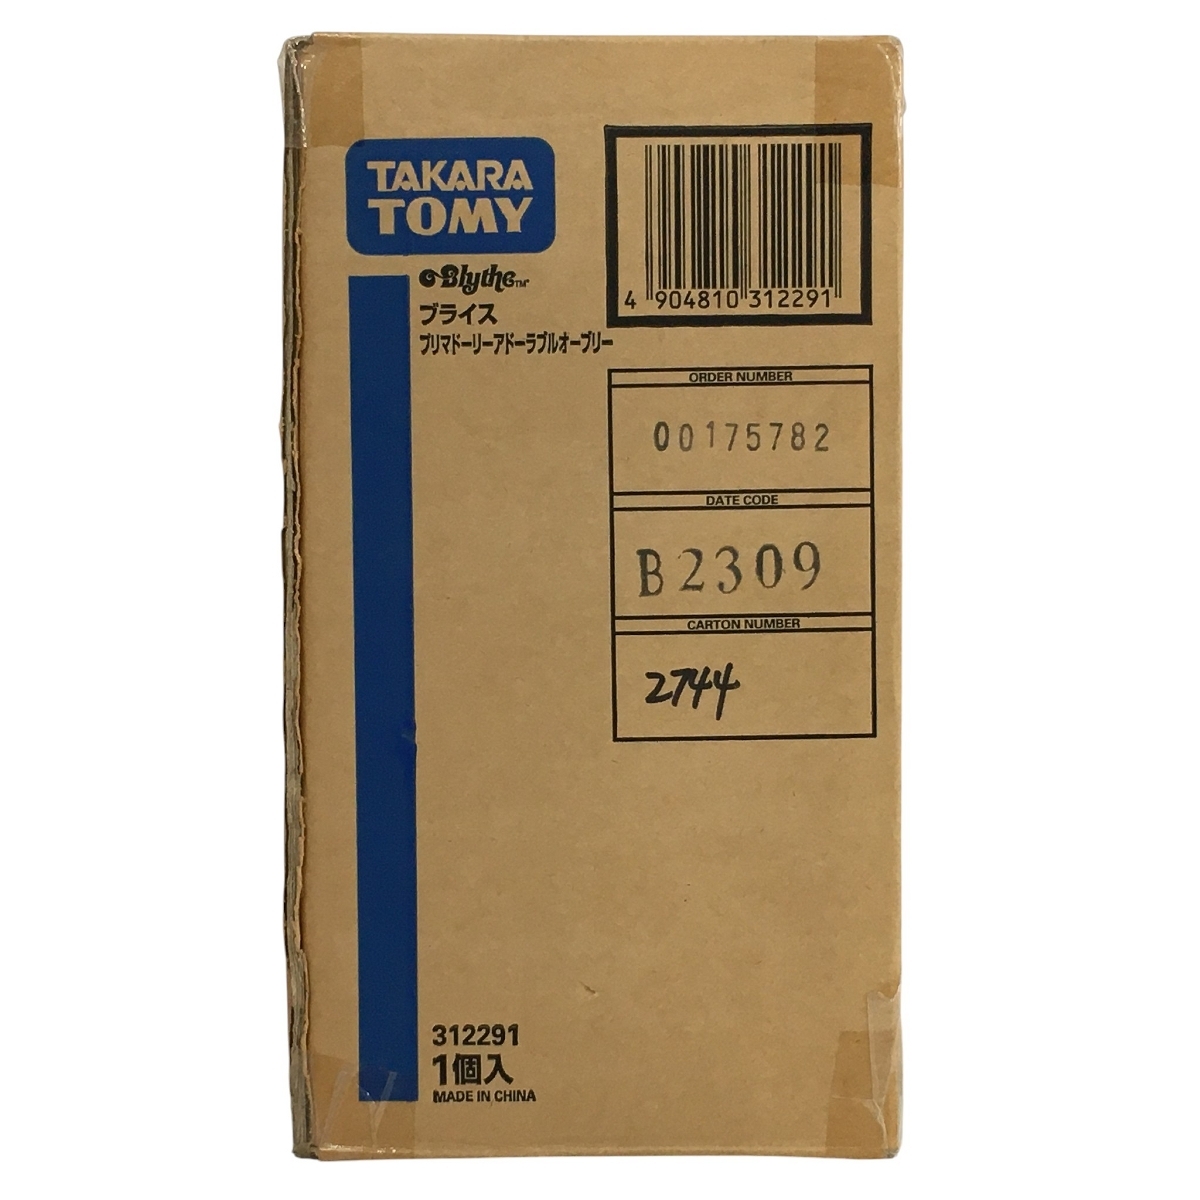 TAKARA
TOMY
Blythe™
ブライス
プリマドーリーアドーラブルオーブリー
4 904810 312291
ORDER NUMBER
00175782
DATE CODE
B2309
CARTON NUMBER
2744
312291
1個入
MADE IN CHINA